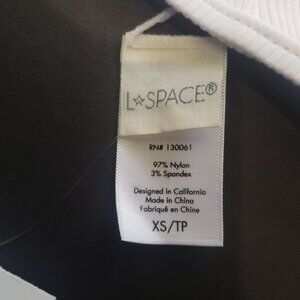 L☆SPACE®
RN# 130061
97% Nylon
3% Spandex
Designed in California
Made in China
Fabriqué en Chine
XS/TP